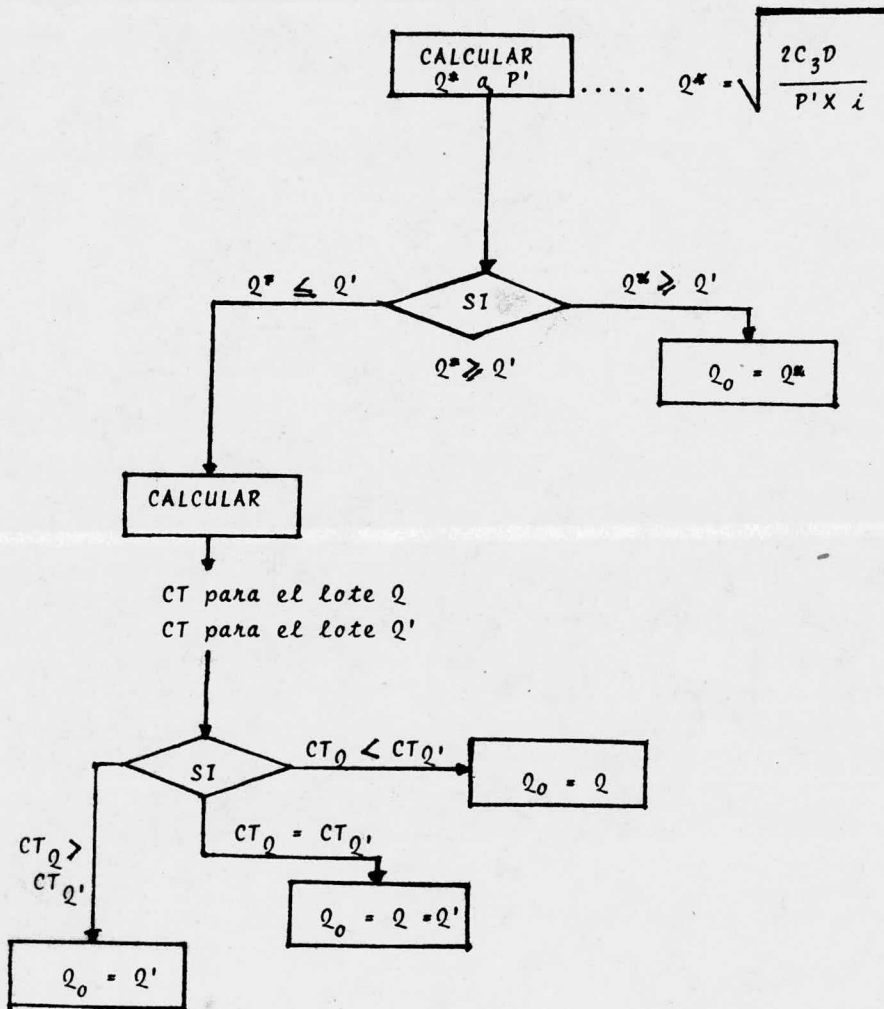 CALCULAR
Q* a P' ..... Q* = √ 2C₃D / P' X i
Q* ≤ Q'
SI
Q* ≥ Q'
Q* ≥ Q'
Q₀ = Q*
CALCULAR
CT para el lote Q
CT para el lote Q'
SI
CT_Q < CT_Q'
Q₀ = Q
CT_Q = CT_Q'
CT_Q >
CT_Q'
Q₀ = Q = Q'
Q₀ = Q'